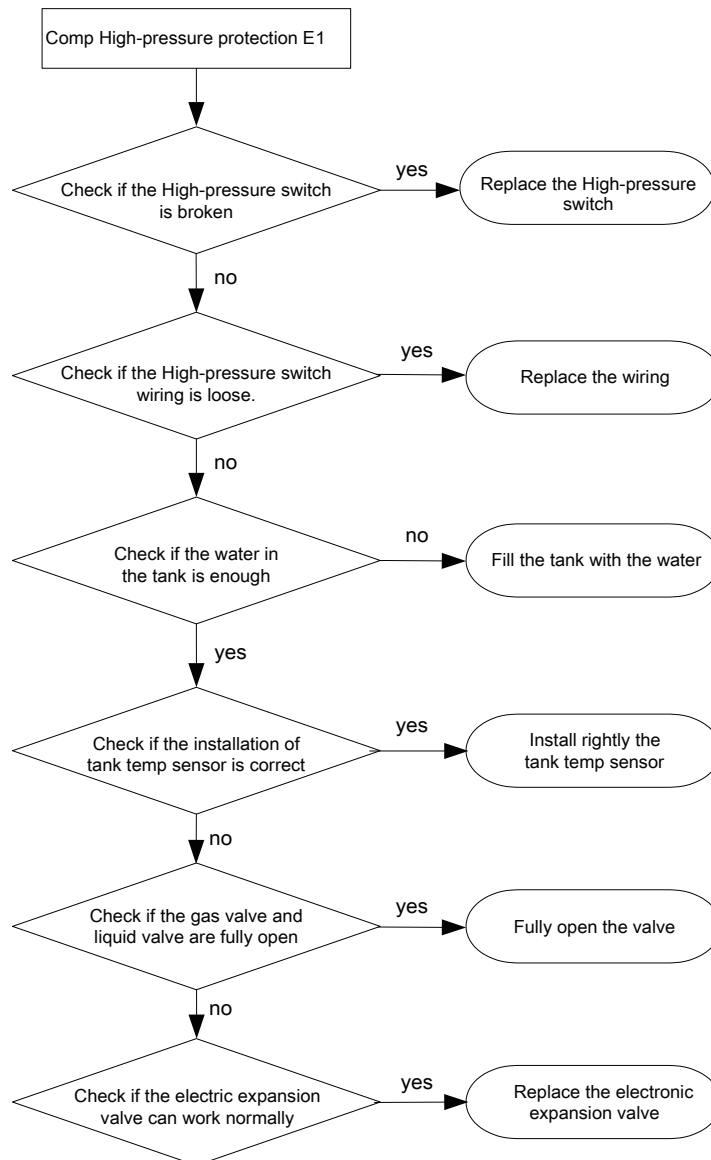 Comp High-pressure protection E1
Check if the High-pressure switch
is broken
yes
Replace the High-pressure
switch
no
Check if the High-pressure switch
wiring is loose.
yes
Replace the wiring
no
Check if the water in
the tank is enough
no
Fill the tank with the water
yes
Check if the installation of
tank temp sensor is correct
yes
Install rightly the
tank temp sensor
no
Check if the gas valve and
liquid valve are fully open
yes
Fully open the valve
no
Check if the electric expansion
valve can work normally
yes
Replace the electronic
expansion valve